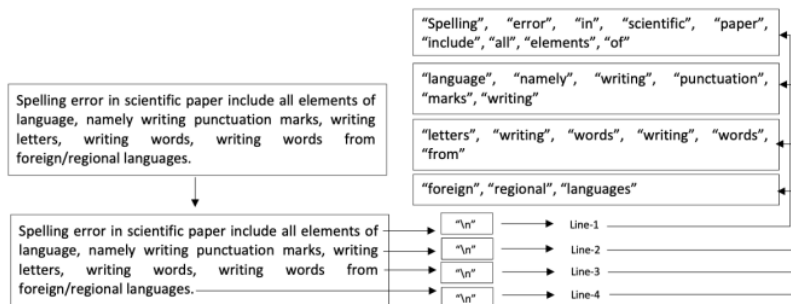 “Spelling”, “error”, “in”, “scientific”, “paper”,
“include”, “all”, “elements”, “of”
“language”, “namely”, “writing”, “punctuation”,
“marks”, “writing”
“letters”, “writing”, “words”, “writing”, “words”,
“from”
“foreign”, “regional”, “languages”
Spelling error in scientific paper include all elements of
language, namely writing punctuation marks, writing
letters, writing words, writing words from
foreign/regional languages.
Spelling error in scientific paper include all elements of
language, namely writing punctuation marks, writing
letters, writing words, writing words from
foreign/regional languages.
“\n” Line-1
“\n” Line-2
“\n” Line-3
“\n” Line-4